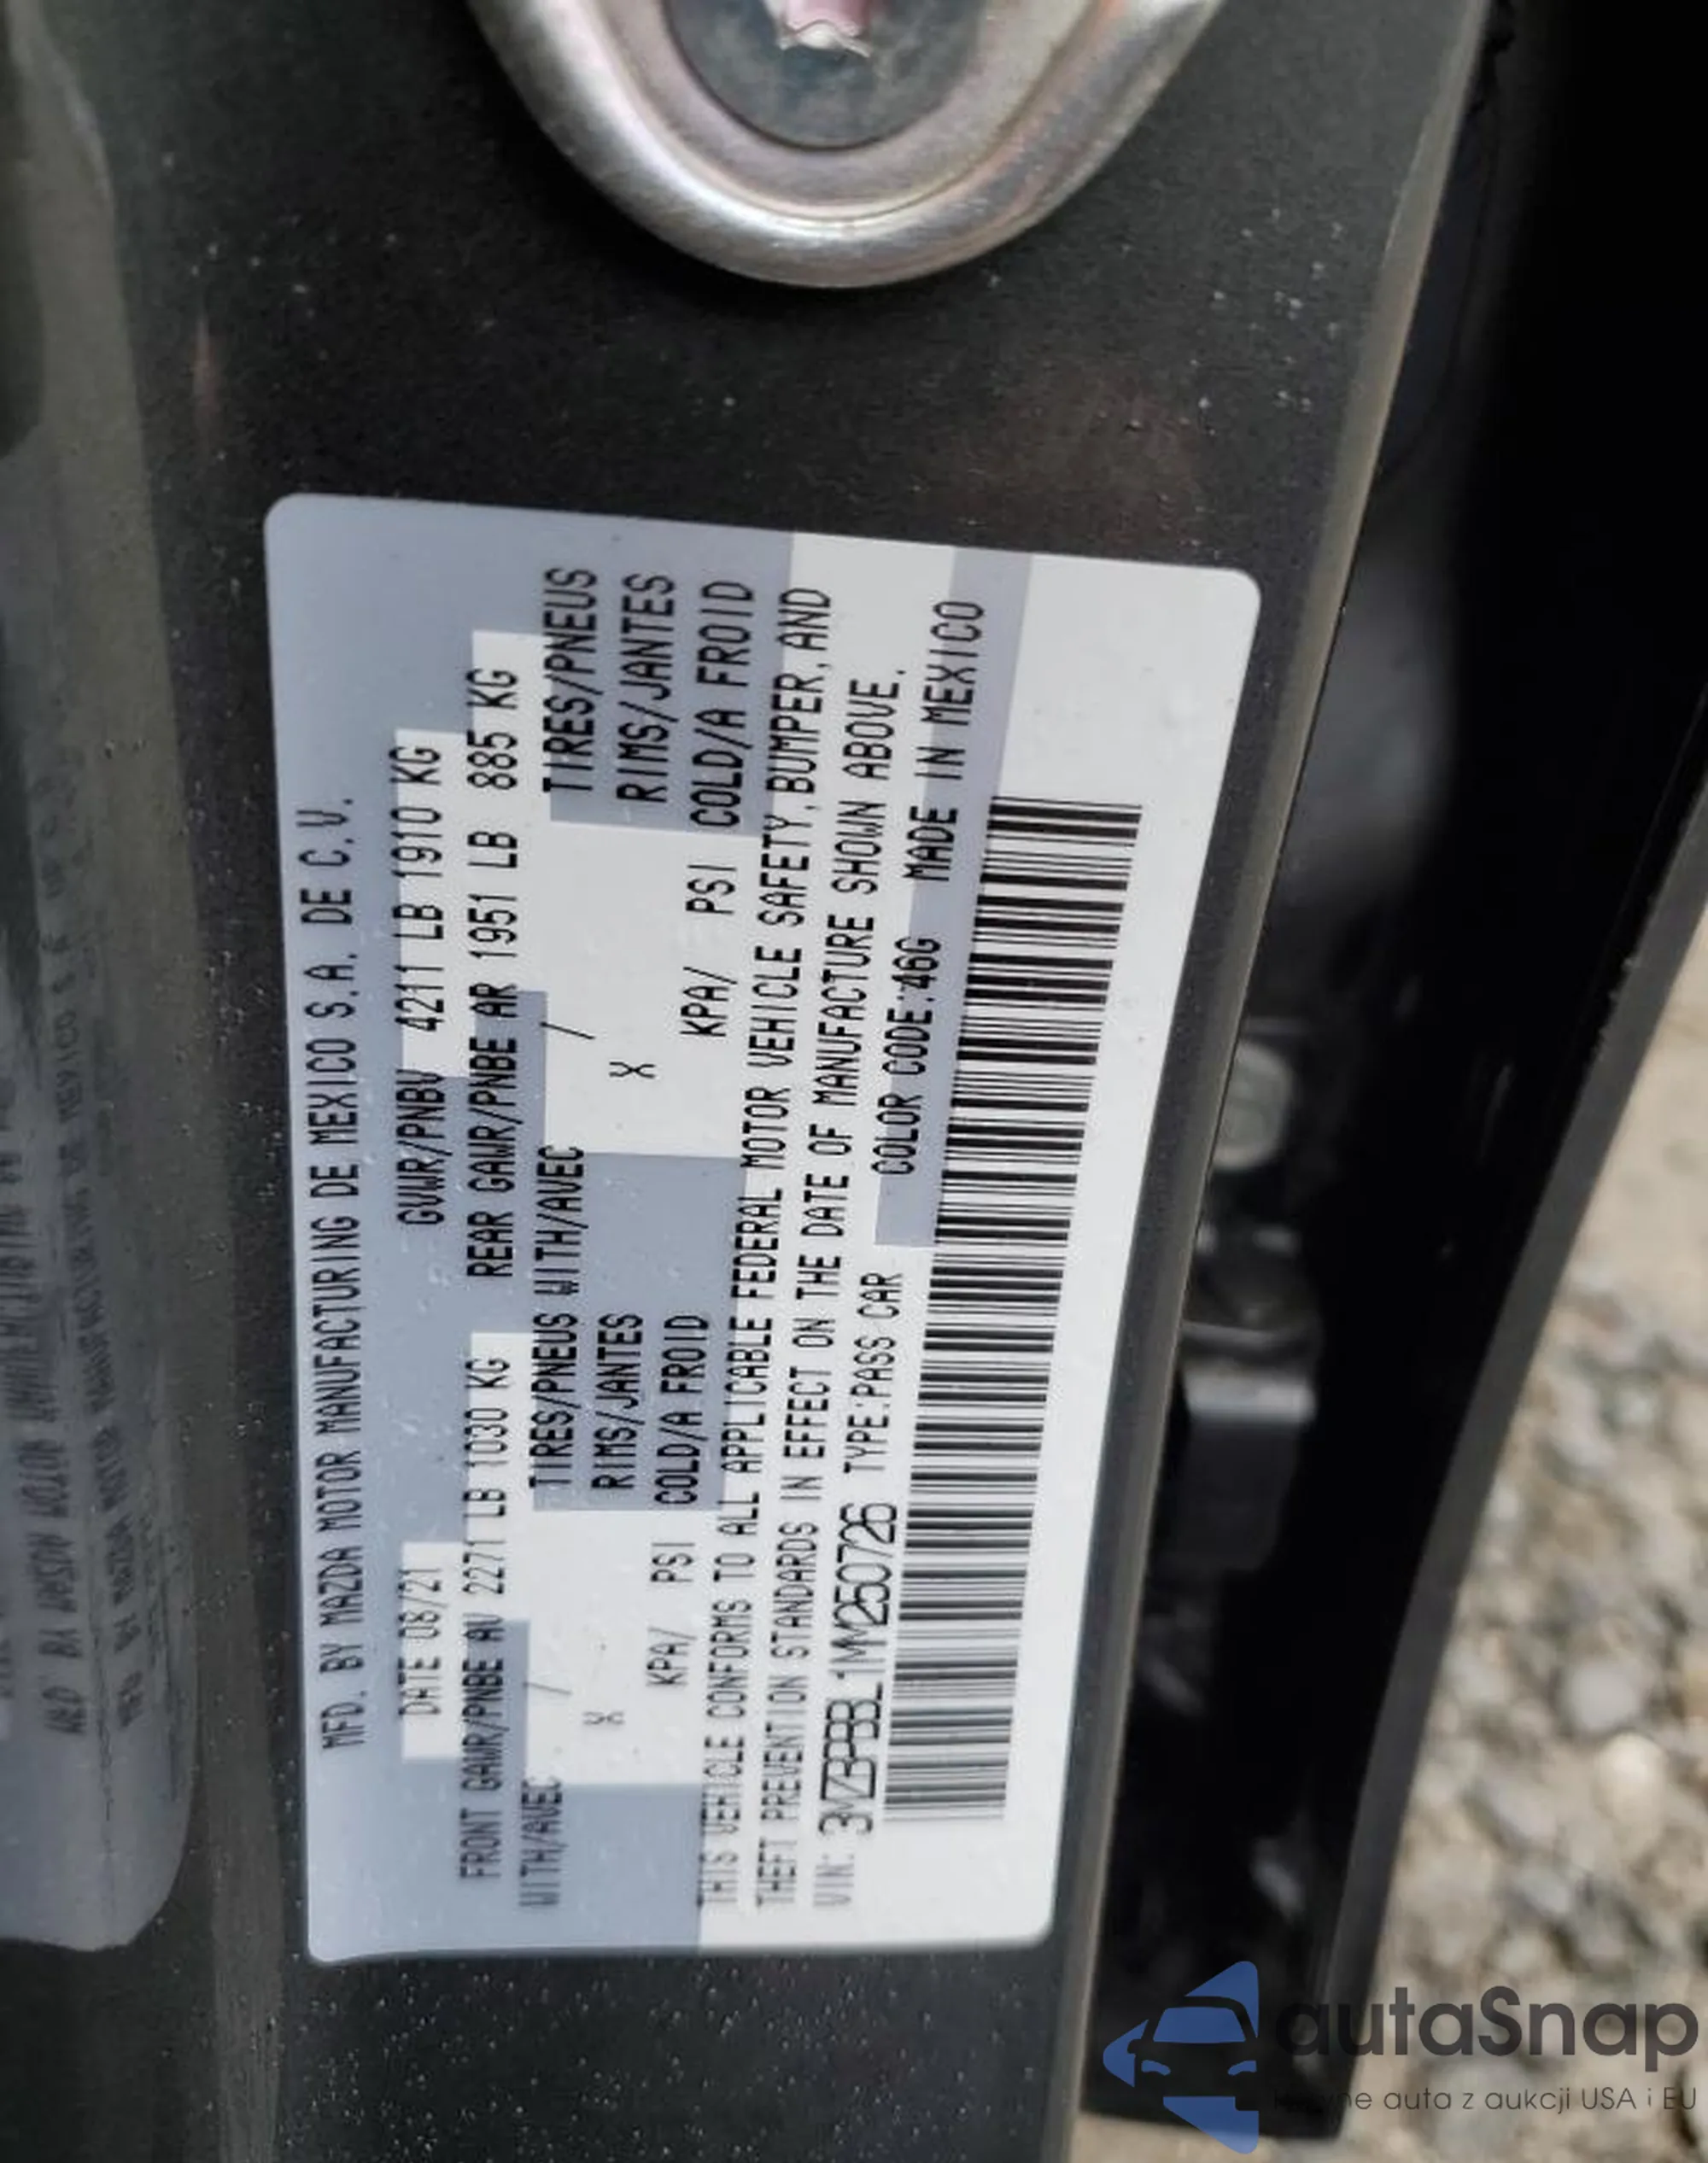 MFD. BY MAZDA MOTOR MANUFACTURING DE MEXICO S.A. DE C.V.
DATE 08/21 GVWR/PNBV 4211 LB 1910 KG
FRONT GAWR/PNBE AV 2271 LB 1030 KG REAR GAWR/PNBE AR 1951 LB 885 KG
WITH/AVEC / TIRES/PNEUS WITH/AVEC / TIRES/PNEUS
X RIMS/JANTES X RIMS/JANTES
KPA/ PSI COLD/A FROID KPA/ PSI COLD/A FROID
THIS VEHICLE CONFORMS TO ALL APPLICABLE FEDERAL MOTOR VEHICLE SAFETY, BUMPER, AND
THEFT PREVENTION STANDARDS IN EFFECT ON THE DATE OF MANUFACTURE SHOWN ABOVE.
VIN: 3MZBPBBL1MM250726 TYPE:PASS CAR COLOR CODE:46G MADE IN MEXICO
autaSnap
auta z aukcji USA i EU